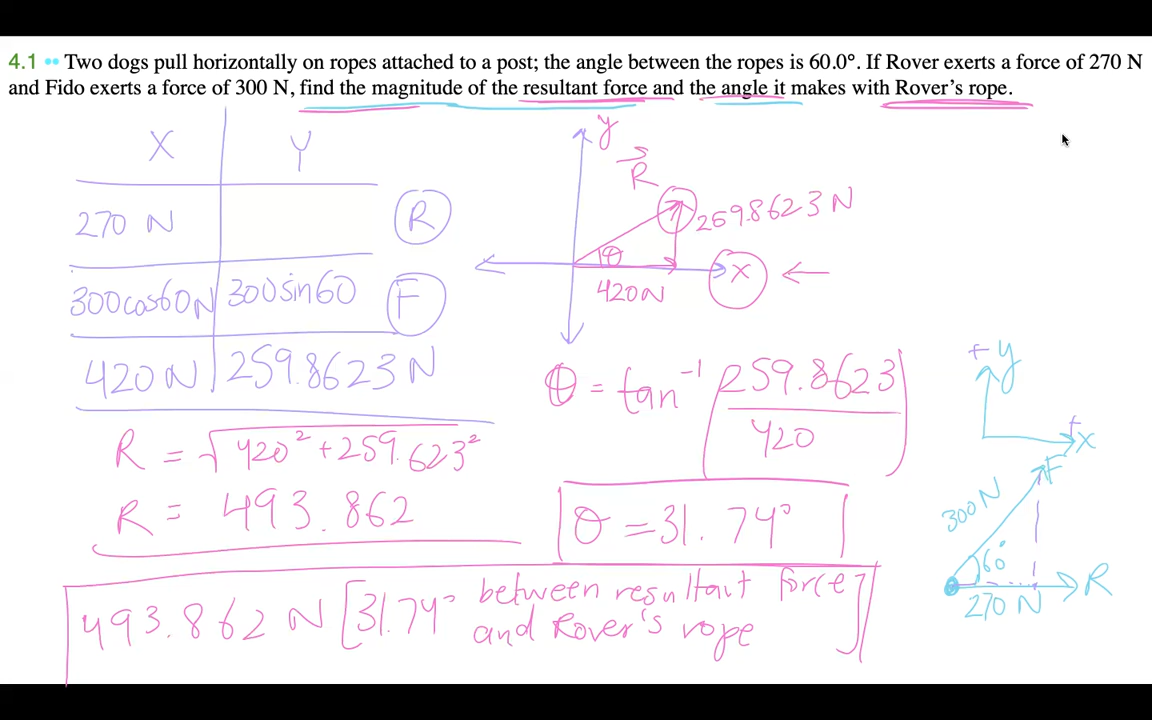 4.1 •• Two dogs pull horizontally on ropes attached to a post; the angle between the ropes is 60.0°. If Rover exerts a force of 270 N
and Fido exerts a force of 300 N, find the magnitude of the resultant force and the angle it makes with Rover's rope.
X Y
270 N R
300cos60N 300sin60 F
420 N 259.8623 N
R = √420² + 259.623²
R = 493.862
y
R
259.8623 N
θ
X
420N
θ = tan⁻¹ (259.8623 / 420)
θ = 31.74°
+y
+X
F
300 N
60°
270 N
R
493.862 N [31.74° between resultant force
and Rover's rope]